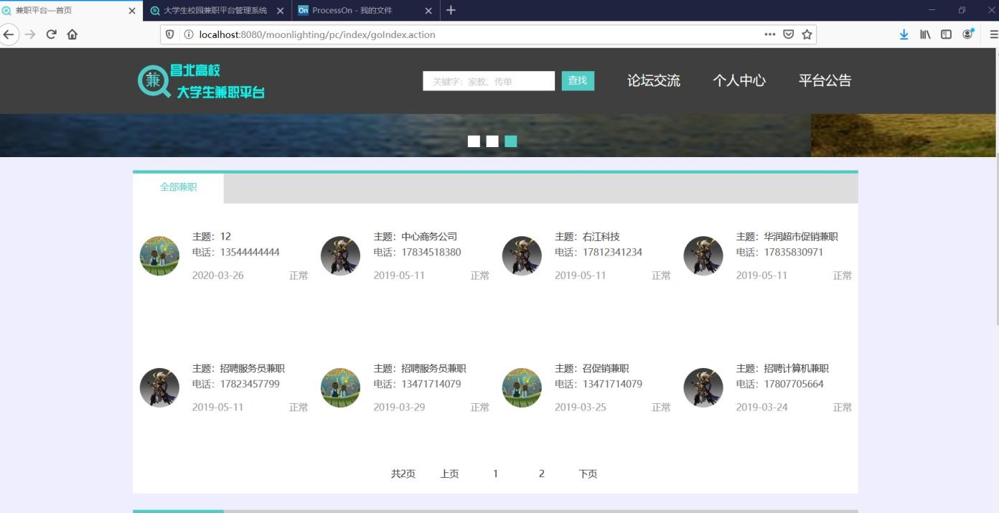 兼职平台—首页
大学生校园兼职平台管理系统
On ProcessOn - 我的文件
localhost:8080/moonlighting/pc/index/goIndex.action
兼
昌北高校
大学生兼职平台
关键字：家教、传单
查找
论坛交流
个人中心
平台公告
全部兼职
主题：12
电话：13544444444
2020-03-26 正常
主题：中心商务公司
电话：17834518380
2019-05-11 正常
主题：右江科技
电话：17812341234
2019-05-11 正常
主题：华润超市促销兼职
电话：17835830971
2019-05-11 正常
主题：招聘服务员兼职
电话：17823457799
2019-05-11 正常
主题：招聘服务员兼职
电话：13471714079
2019-03-29 正常
主题：召促销兼职
电话：13471714079
2019-03-25 正常
主题：招聘计算机兼职
电话：17807705664
2019-03-24 正常
共2页 上页 1 2 下页